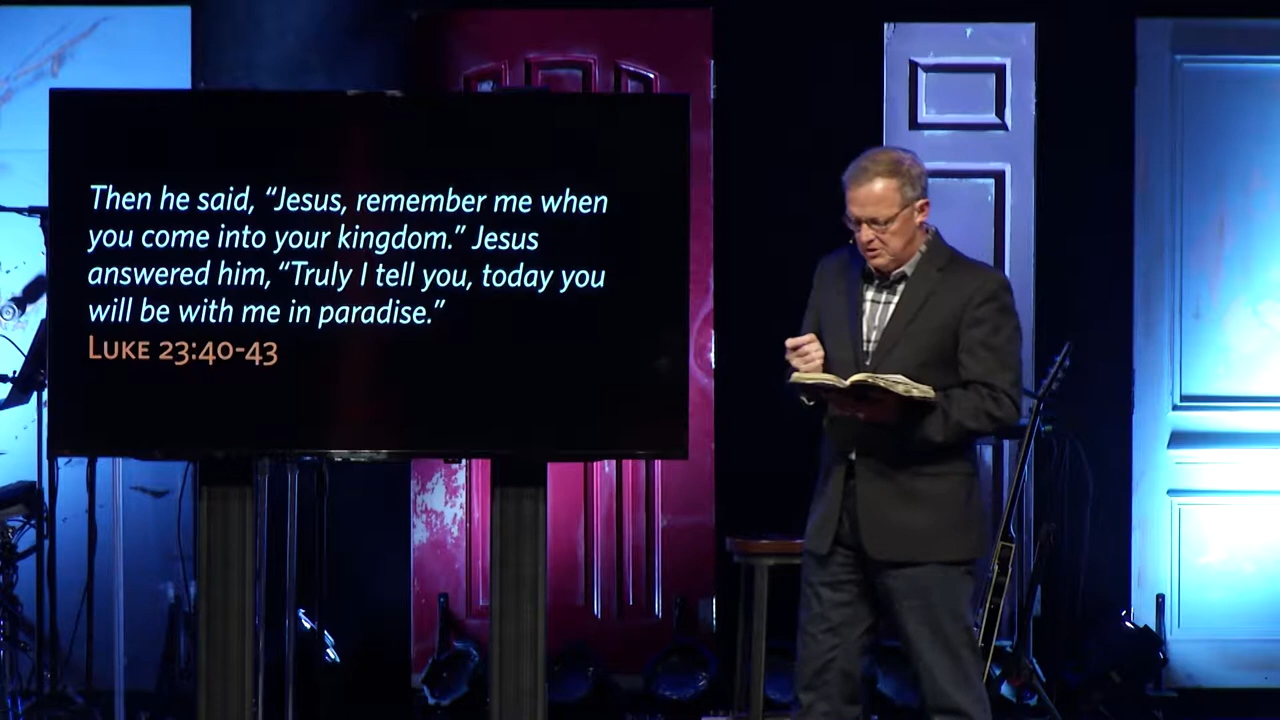 Then he said, “Jesus, remember me when
you come into your kingdom.” Jesus
answered him, “Truly I tell you, today you
will be with me in paradise.”
Luke 23:40-43